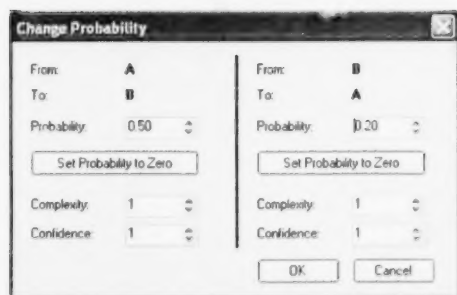 Change Probability
From: A
To: B
Probability: 0.50
Set Probability to Zero
Complexity: 1
Confidence: 1
From: B
To: A
Probability: 0.20
Set Probability to Zero
Complexity: 1
Confidence: 1
OK Cancel